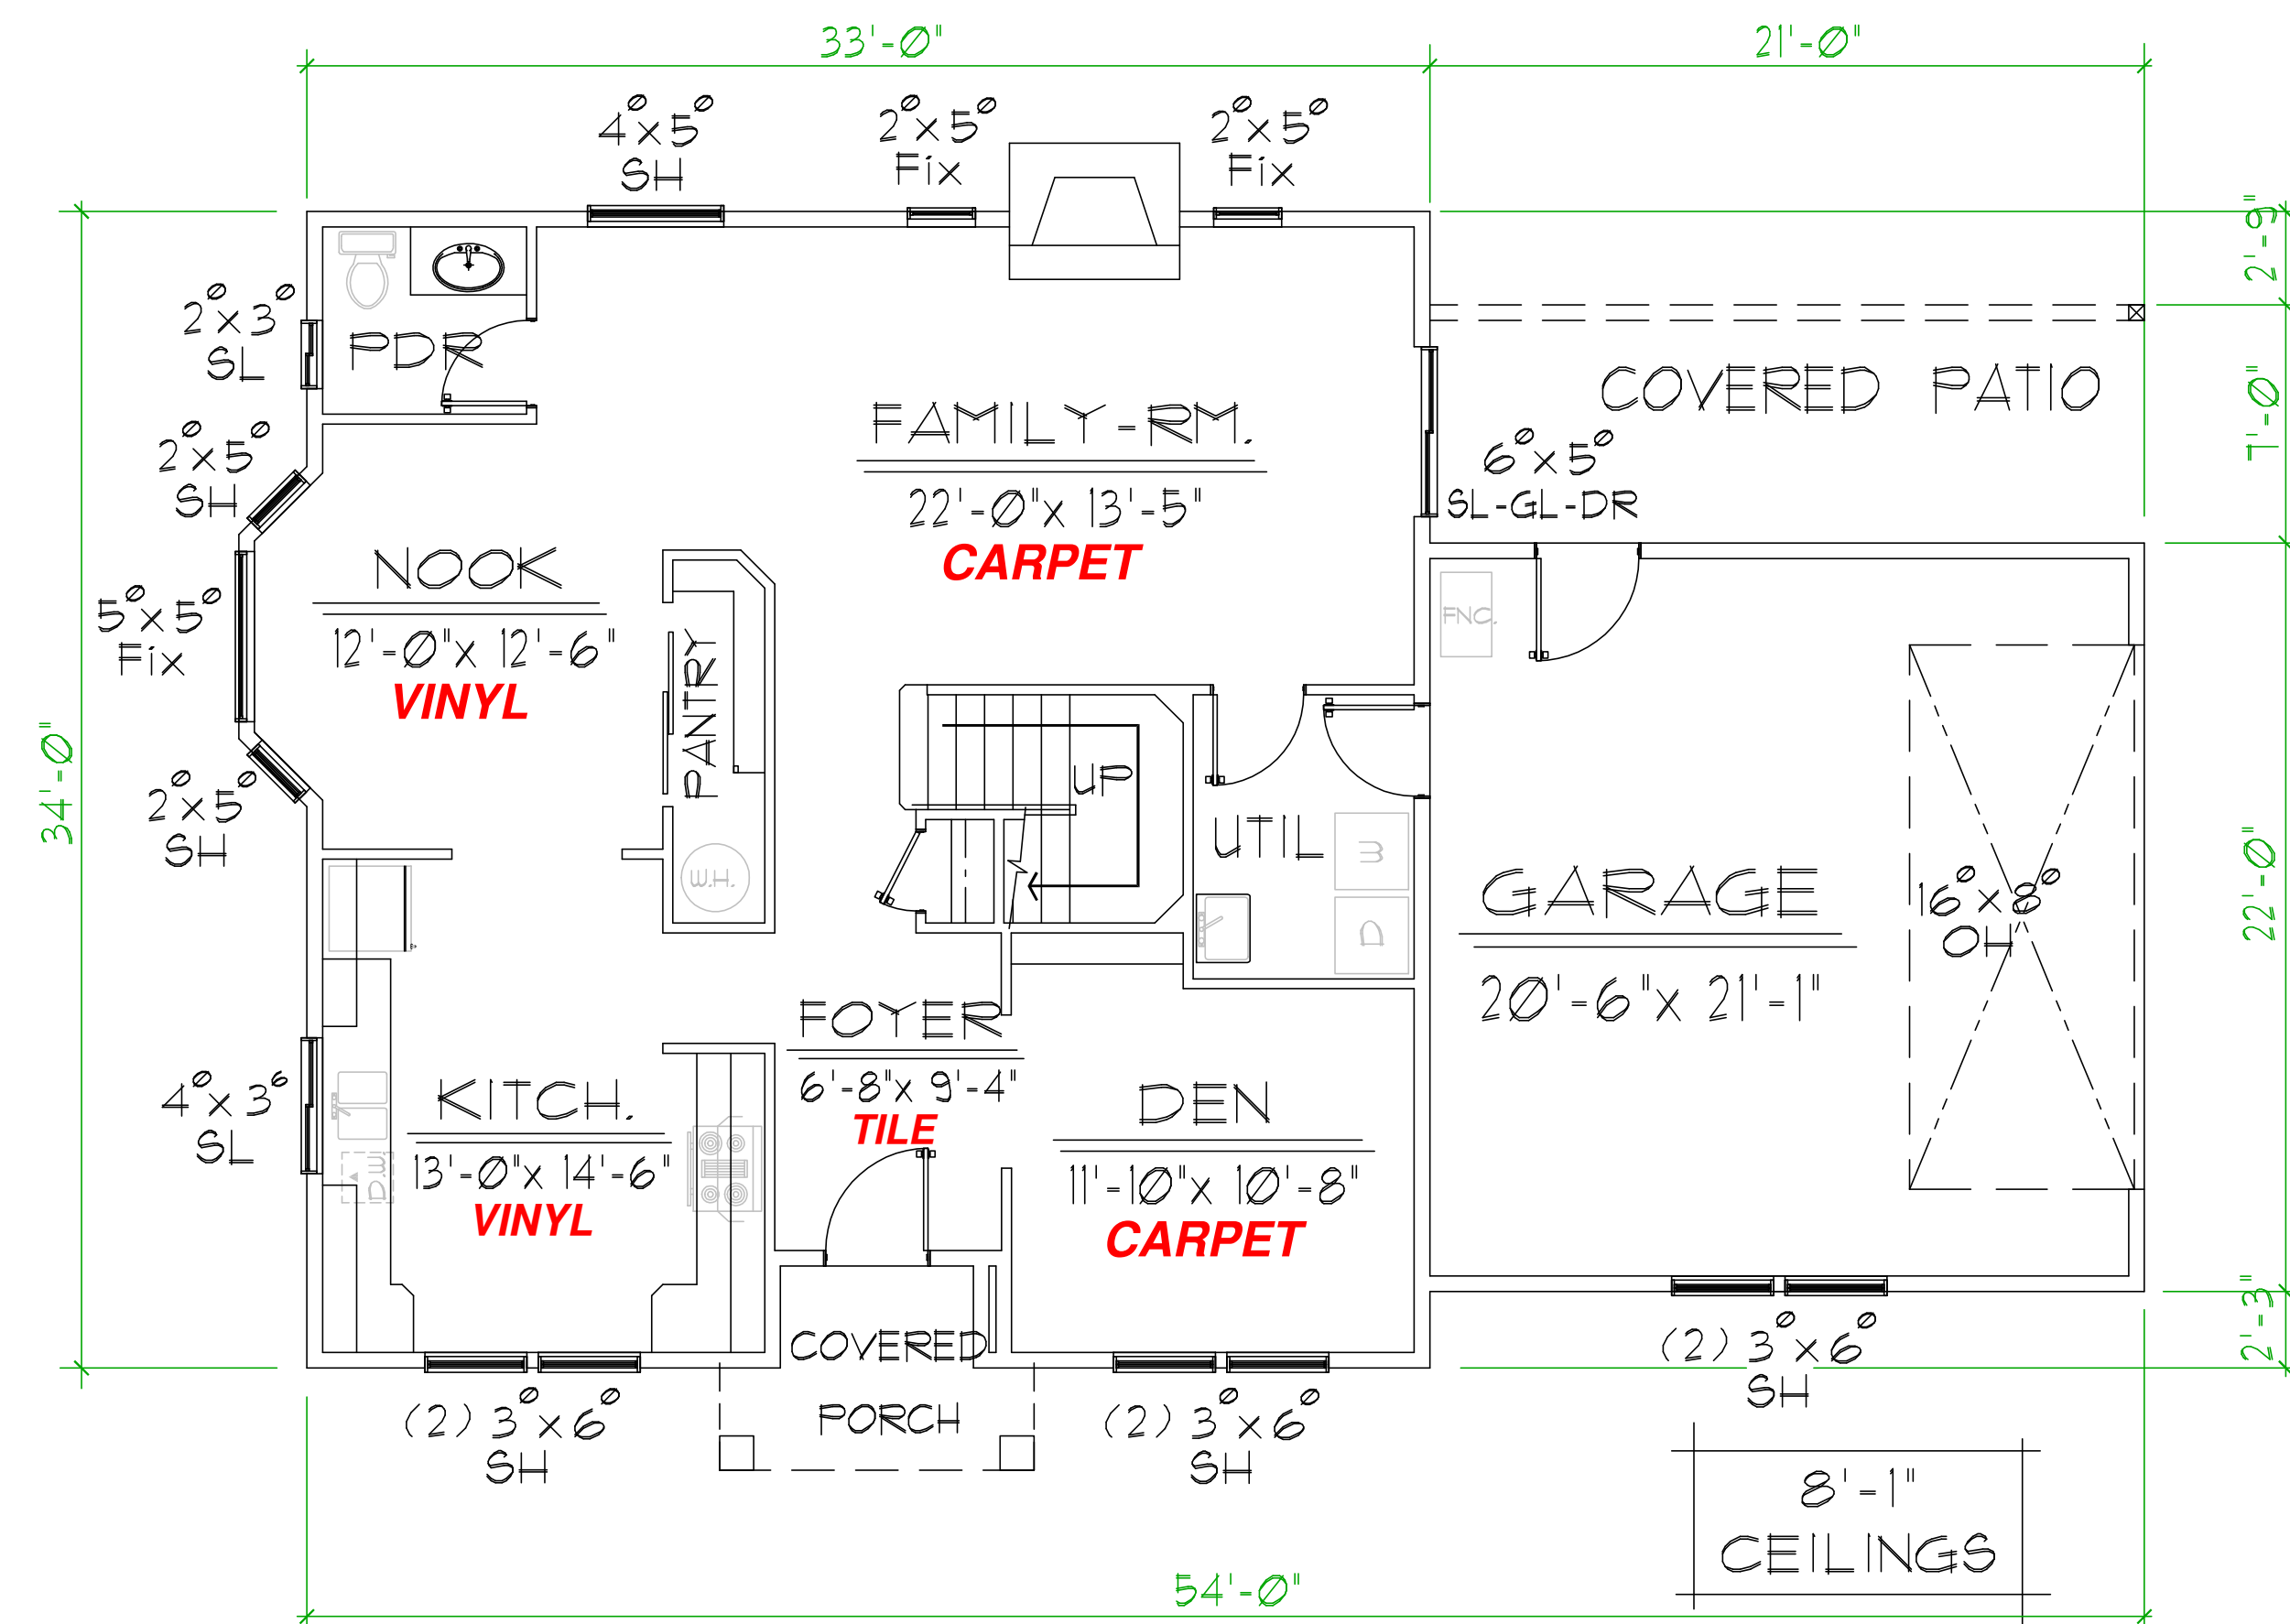 33'-0"
21'-0"
4⁰x5⁰
SH
2⁰x5⁰
Fix
2⁰x5⁰
Fix
2'-9"
2⁰x3⁰
SL
PDR
COVERED PATIO
7'-0"
FAMILY-RM.
22'-0"x 13'-5"
CARPET
6⁰x5⁰
SL-GL-DR
2⁰x5⁰
SH
NOOK
12'-0"x 12'-6"
VINYL
5⁰x5⁰
Fix
FNC.
PANTRY
34'-0"
UP
2⁰x5⁰
SH
UTIL
W
D
W.H.
GARAGE
20'-6"x 21'-1"
16⁰x8⁰
OH
22'-0"
FOYER
6'-8"x 9'-4"
TILE
4⁰x3⁶
SL
KITCH.
13'-0"x 14'-6"
VINYL
D.W.
DEN
11'-10"x 10'-8"
CARPET
2'-3"
COVERED
PORCH
(2) 3⁰x6⁰
SH
(2) 3⁰x6⁰
SH
(2) 3⁰x6⁰
SH
8'-1"
CEILINGS
54'-0"